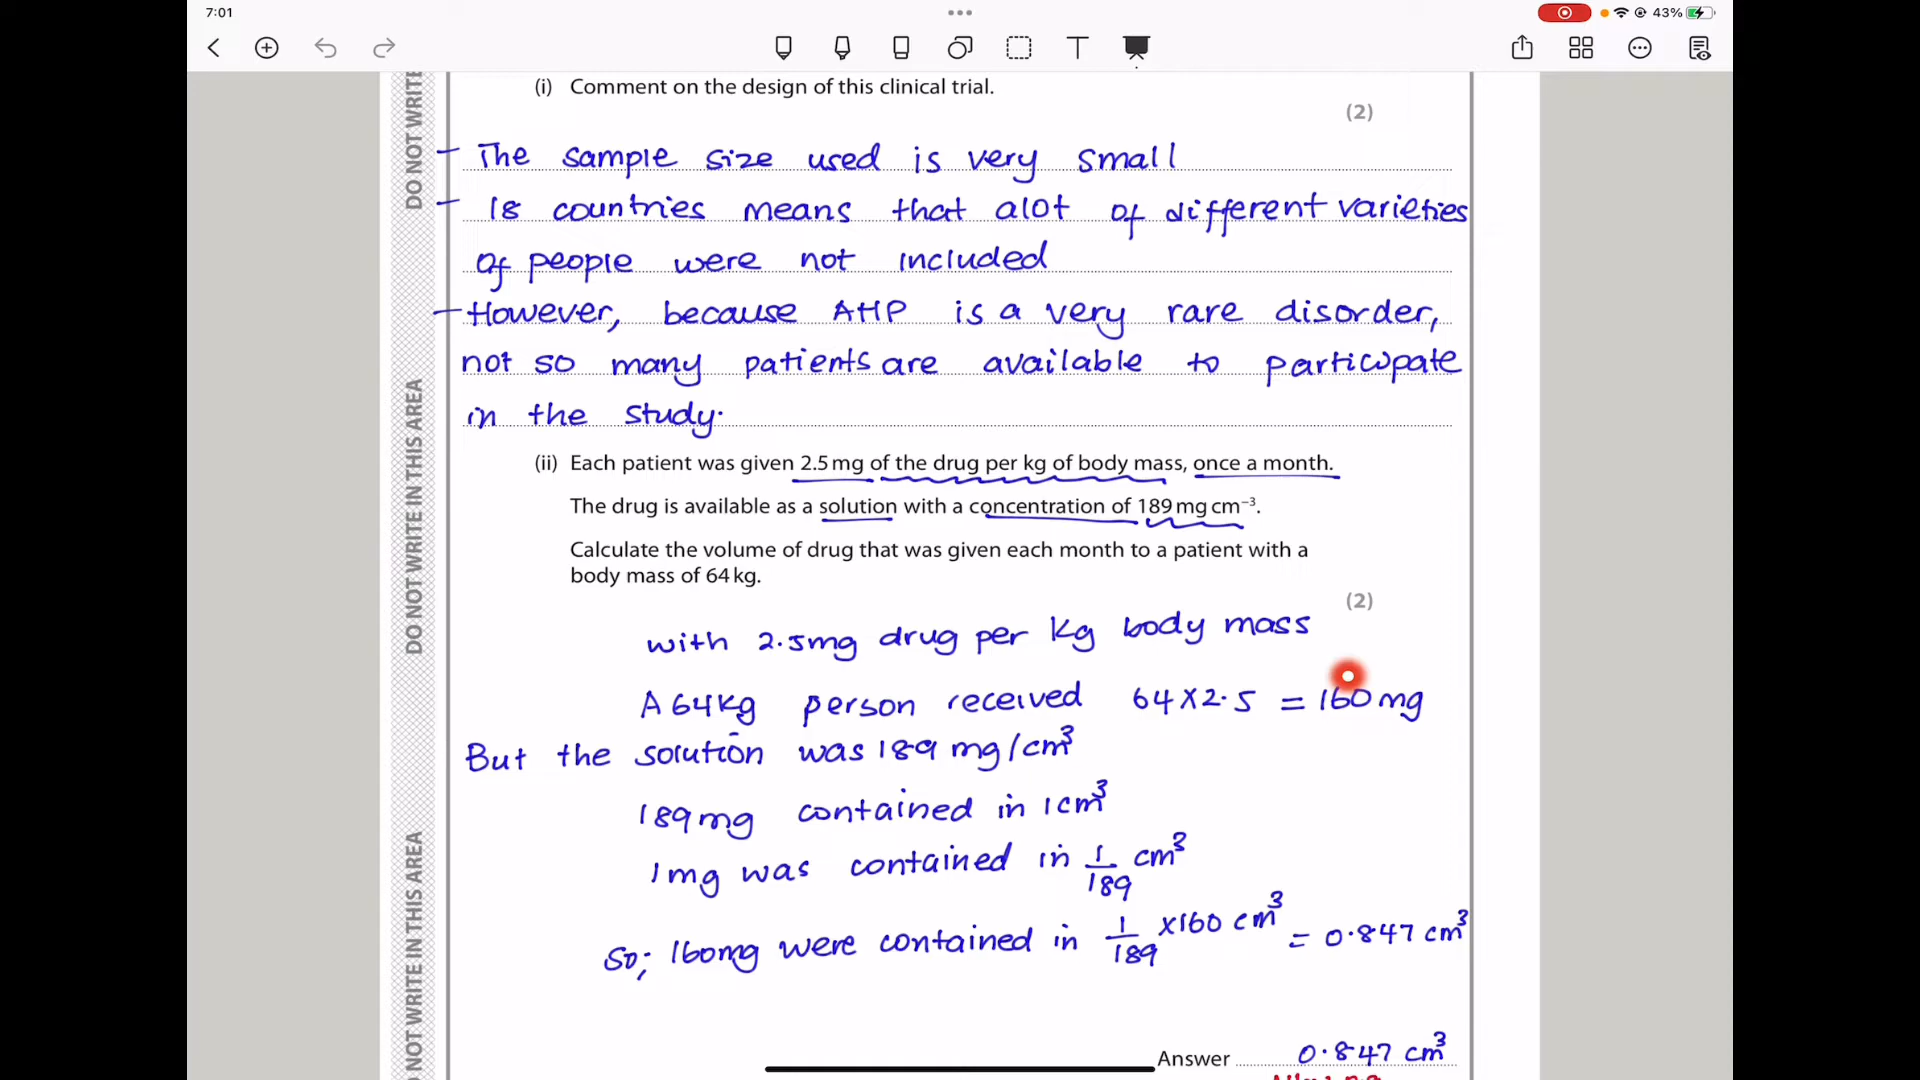 7:01
43%
(i) Comment on the design of this clinical trial.
(2)
- The sample size used is very small
- 18 countries means that alot of different varieties
of people were not included
- However, because AHP is a very rare disorder,
not so many patients are available to participate
in the study.
(ii) Each patient was given 2.5 mg of the drug per kg of body mass, once a month.
The drug is available as a solution with a concentration of 189 mg cm⁻³.
Calculate the volume of drug that was given each month to a patient with a
body mass of 64 kg.
(2)
with 2.5mg drug per kg body mass
A 64kg person received 64 x 2.5 = 160 mg
But the solution was 189 mg/cm³
189mg contained in 1cm³
1mg was contained in 1/189 cm³
So; 160mg were contained in 1/189 x160 cm³ = 0.847 cm³
Answer 0.847 cm³
DO NOT WRITE
DO NOT WRITE IN THIS AREA
NOT WRITE IN THIS AREA